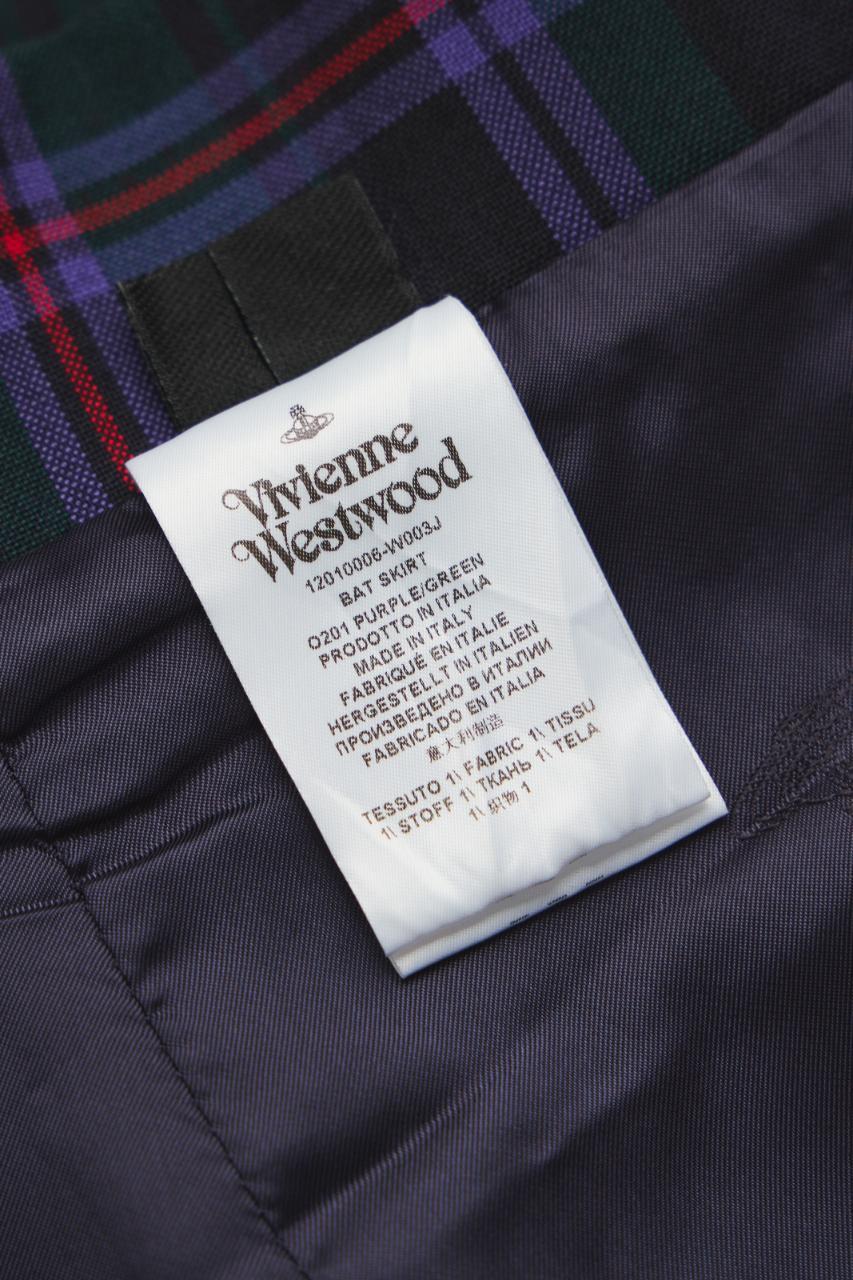 Vivienne
Westwood
12010006-W003J
BAT SKIRT
O201 PURPLE/GREEN
PRODOTTO IN ITALIA
MADE IN ITALY
FABRIQUÉ EN ITALIE
HERGESTELLT IN ITALIEN
ПРОИЗВЕДЕНО В ИТАЛИИ
FABRICADO EN ITALIA
意大利制造
TESSUTO 1\ FABRIC 1\ TISSU
1\ STOFF 1\ ТКАНЬ 1\ TELA
1\ 织物 1